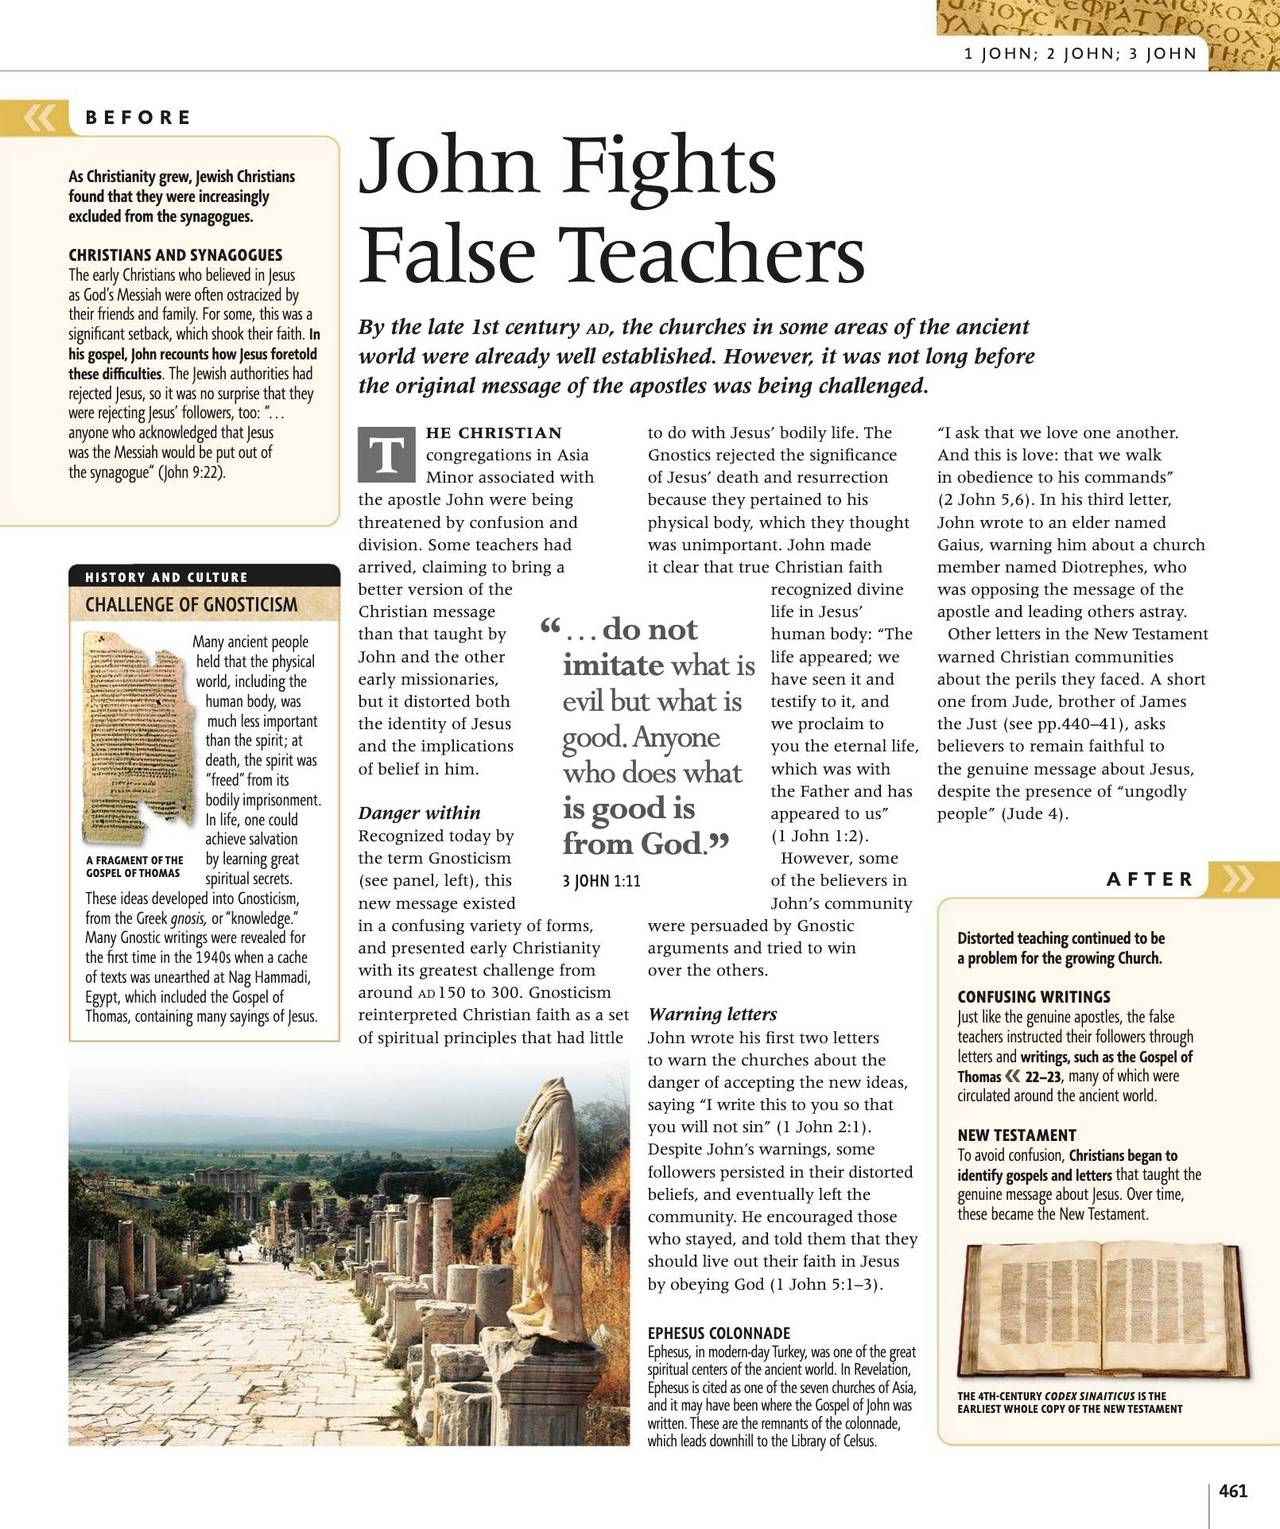 1 JOHN; 2 JOHN; 3 JOHN
BEFORE
As Christianity grew, Jewish Christians
found that they were increasingly
excluded from the synagogues.
CHRISTIANS AND SYNAGOGUES
The early Christians who believed in Jesus
as God's Messiah were often ostracized by
their friends and family. For some, this was a
significant setback, which shook their faith. In
his gospel, John recounts how Jesus foretold
these difficulties. The Jewish authorities had
rejected Jesus, so it was no surprise that they
were rejecting Jesus' followers, too: "…
anyone who acknowledged that Jesus
was the Messiah would be put out of
the synagogue" (John 9:22).
HISTORY AND CULTURE
CHALLENGE OF GNOSTICISM
Many ancient people
held that the physical
world, including the
human body, was
much less important
than the spirit; at
death, the spirit was
"freed" from its
bodily imprisonment.
In life, one could
achieve salvation
by learning great
spiritual secrets.
A FRAGMENT OF THE
GOSPEL OF THOMAS
These ideas developed into Gnosticism,
from the Greek gnosis, or "knowledge."
Many Gnostic writings were revealed for
the first time in the 1940s when a cache
of texts was unearthed at Nag Hammadi,
Egypt, which included the Gospel of
Thomas, containing many sayings of Jesus.
John Fights
False Teachers
By the late 1st century AD, the churches in some areas of the ancient
world were already well established. However, it was not long before
the original message of the apostles was being challenged.
THE CHRISTIAN
congregations in Asia
Minor associated with
the apostle John were being
threatened by confusion and
division. Some teachers had
arrived, claiming to bring a
better version of the
Christian message
than that taught by
John and the other
early missionaries,
but it distorted both
the identity of Jesus
and the implications
of belief in him.
Danger within
Recognized today by
the term Gnosticism
(see panel, left), this
new message existed
in a confusing variety of forms,
and presented early Christianity
with its greatest challenge from
around AD 150 to 300. Gnosticism
reinterpreted Christian faith as a set
of spiritual principles that had little
to do with Jesus' bodily life. The
Gnostics rejected the significance
of Jesus' death and resurrection
because they pertained to his
physical body, which they thought
was unimportant. John made
it clear that true Christian faith
recognized divine
life in Jesus'
human body: "The
life appeared; we
have seen it and
testify to it, and
we proclaim to
you the eternal life,
which was with
the Father and has
appeared to us"
(1 John 1:2).
However, some
of the believers in
John's community
were persuaded by Gnostic
arguments and tried to win
over the others.
"…do not
imitate what is
evil but what is
good. Anyone
who does what
is good is
from God."
3 JOHN 1:11
Warning letters
John wrote his first two letters
to warn the churches about the
danger of accepting the new ideas,
saying "I write this to you so that
you will not sin" (1 John 2:1).
Despite John's warnings, some
followers persisted in their distorted
beliefs, and eventually left the
community. He encouraged those
who stayed, and told them that they
should live out their faith in Jesus
by obeying God (1 John 5:1–3).
EPHESUS COLONNADE
Ephesus, in modern-day Turkey, was one of the great
spiritual centers of the ancient world. In Revelation,
Ephesus is cited as one of the seven churches of Asia,
and it may have been where the Gospel of John was
written. These are the remnants of the colonnade,
which leads downhill to the Library of Celsus.
"I ask that we love one another.
And this is love: that we walk
in obedience to his commands"
(2 John 5,6). In his third letter,
John wrote to an elder named
Gaius, warning him about a church
member named Diotrephes, who
was opposing the message of the
apostle and leading others astray.
Other letters in the New Testament
warned Christian communities
about the perils they faced. A short
one from Jude, brother of James
the Just (see pp.440–41), asks
believers to remain faithful to
the genuine message about Jesus,
despite the presence of "ungodly
people" (Jude 4).
AFTER
Distorted teaching continued to be
a problem for the growing Church.
CONFUSING WRITINGS
Just like the genuine apostles, the false
teachers instructed their followers through
letters and writings, such as the Gospel of
Thomas « 22–23, many of which were
circulated around the ancient world.
NEW TESTAMENT
To avoid confusion, Christians began to
identify gospels and letters that taught the
genuine message about Jesus. Over time,
these became the New Testament.
THE 4TH-CENTURY CODEX SINAITICUS IS THE
EARLIEST WHOLE COPY OF THE NEW TESTAMENT
461